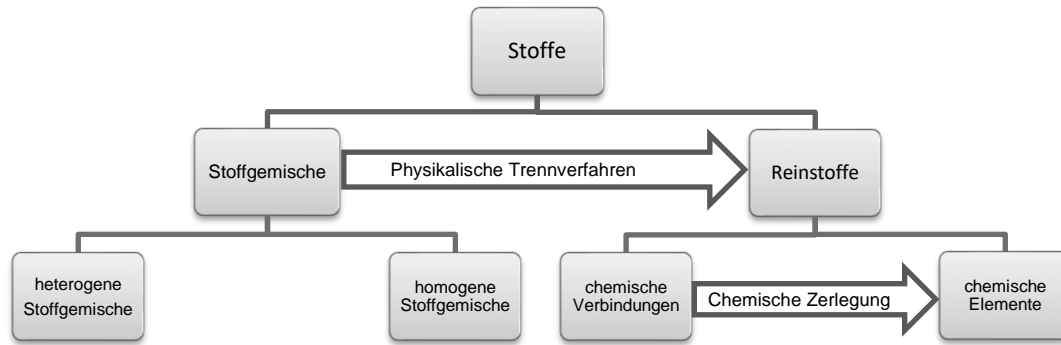 Stoffe
Stoffgemische
Physikalische Trennverfahren
Reinstoffe
heterogene
Stoffgemische
homogene
Stoffgemische
chemische
Verbindungen
Chemische Zerlegung
chemische
Elemente